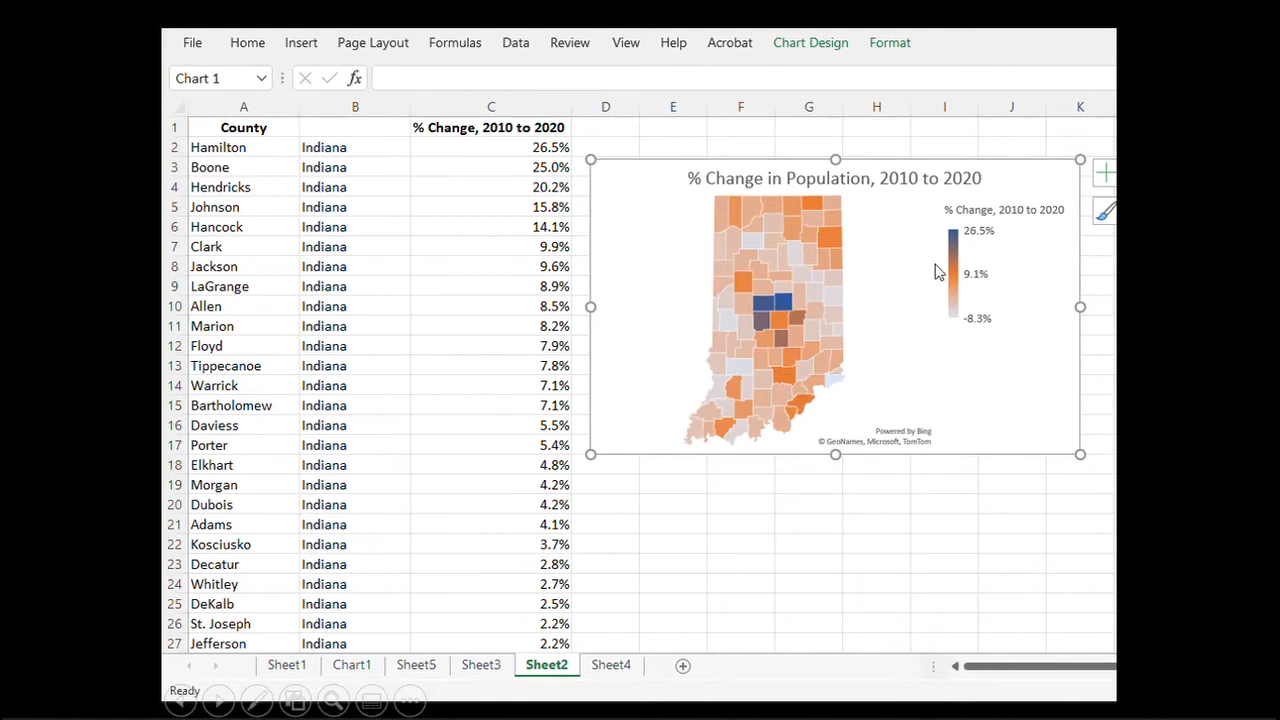 File Home Insert Page Layout Formulas Data Review View Help Acrobat Chart Design Format
Chart 1 fx
A B C D E F G H I J K
1 County % Change, 2010 to 2020
2 Hamilton Indiana 26.5%
3 Boone Indiana 25.0%
4 Hendricks Indiana 20.2%
5 Johnson Indiana 15.8%
6 Hancock Indiana 14.1%
7 Clark Indiana 9.9%
8 Jackson Indiana 9.6%
9 LaGrange Indiana 8.9%
10 Allen Indiana 8.5%
11 Marion Indiana 8.2%
12 Floyd Indiana 7.9%
13 Tippecanoe Indiana 7.8%
14 Warrick Indiana 7.1%
15 Bartholomew Indiana 7.1%
16 Daviess Indiana 5.5%
17 Porter Indiana 5.4%
18 Elkhart Indiana 4.8%
19 Morgan Indiana 4.2%
20 Dubois Indiana 4.2%
21 Adams Indiana 4.1%
22 Kosciusko Indiana 3.7%
23 Decatur Indiana 2.8%
24 Whitley Indiana 2.7%
25 DeKalb Indiana 2.5%
26 St. Joseph Indiana 2.2%
27 Jefferson Indiana 2.2%
% Change in Population, 2010 to 2020
% Change, 2010 to 2020
26.5%
9.1%
-8.3%
Powered by Bing
© GeoNames, Microsoft, TomTom
Sheet1 Chart1 Sheet5 Sheet3 Sheet2 Sheet4
Ready